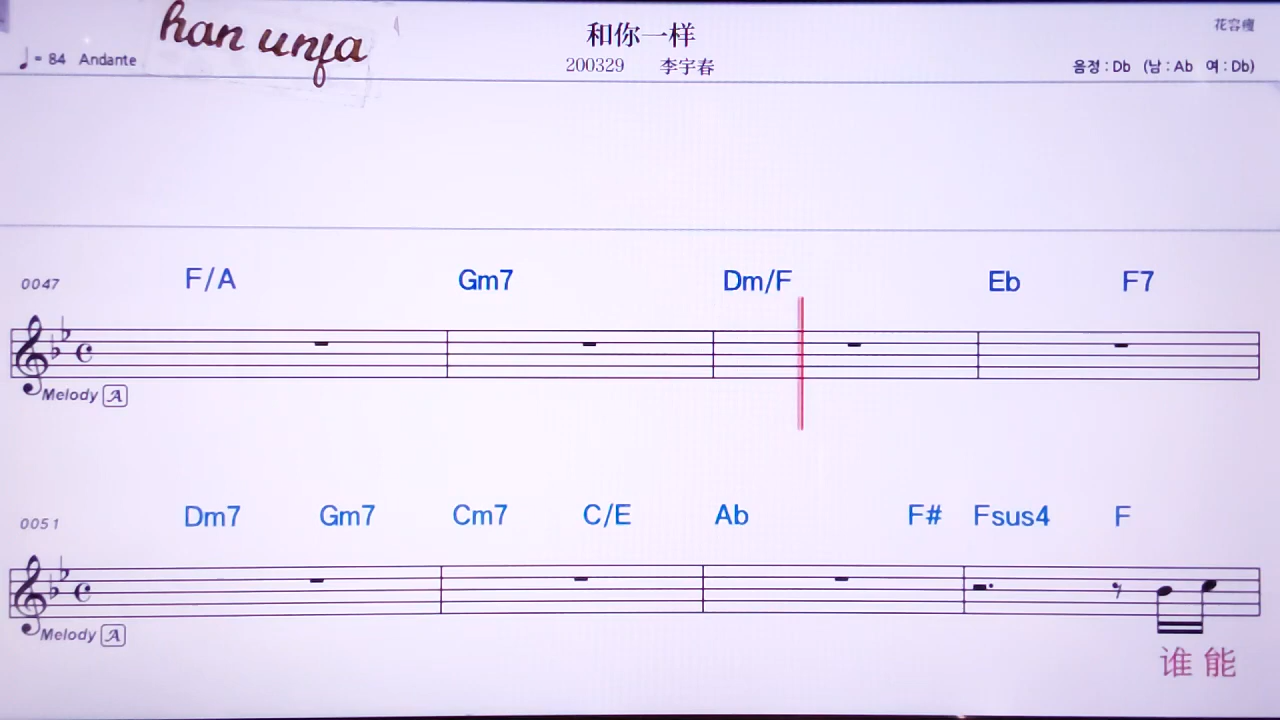 han unfa
和你一样
花容瘦
♩= 84 Andante
200329 李宇春
음정 : Db (남 : Ab 여 : Db)
0047 F/A Gm7 Dm/F Eb F7
Melody A
0051 Dm7 Gm7 Cm7 C/E Ab F# Fsus4 F
Melody A
谁 能